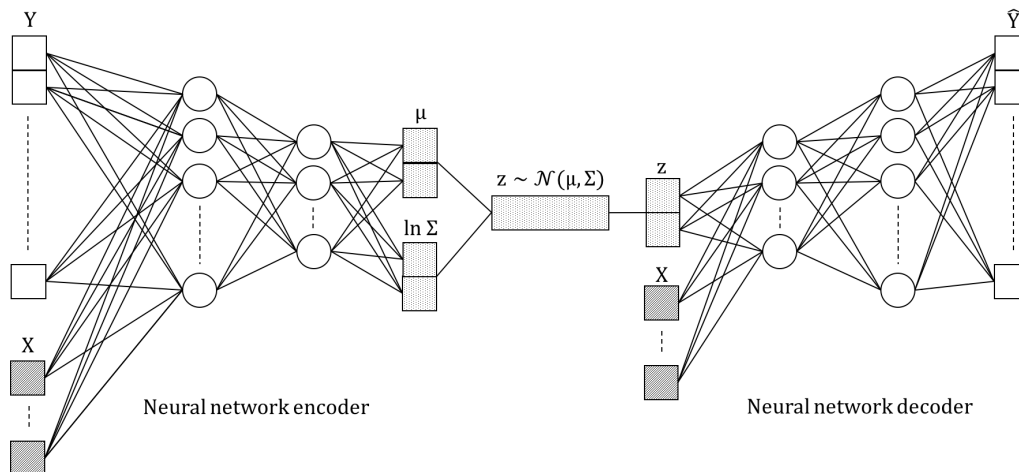 Y
Ŷ
μ
z ~ 𝒩(μ, Σ)
z
ln Σ
X
X
Neural network encoder
Neural network decoder